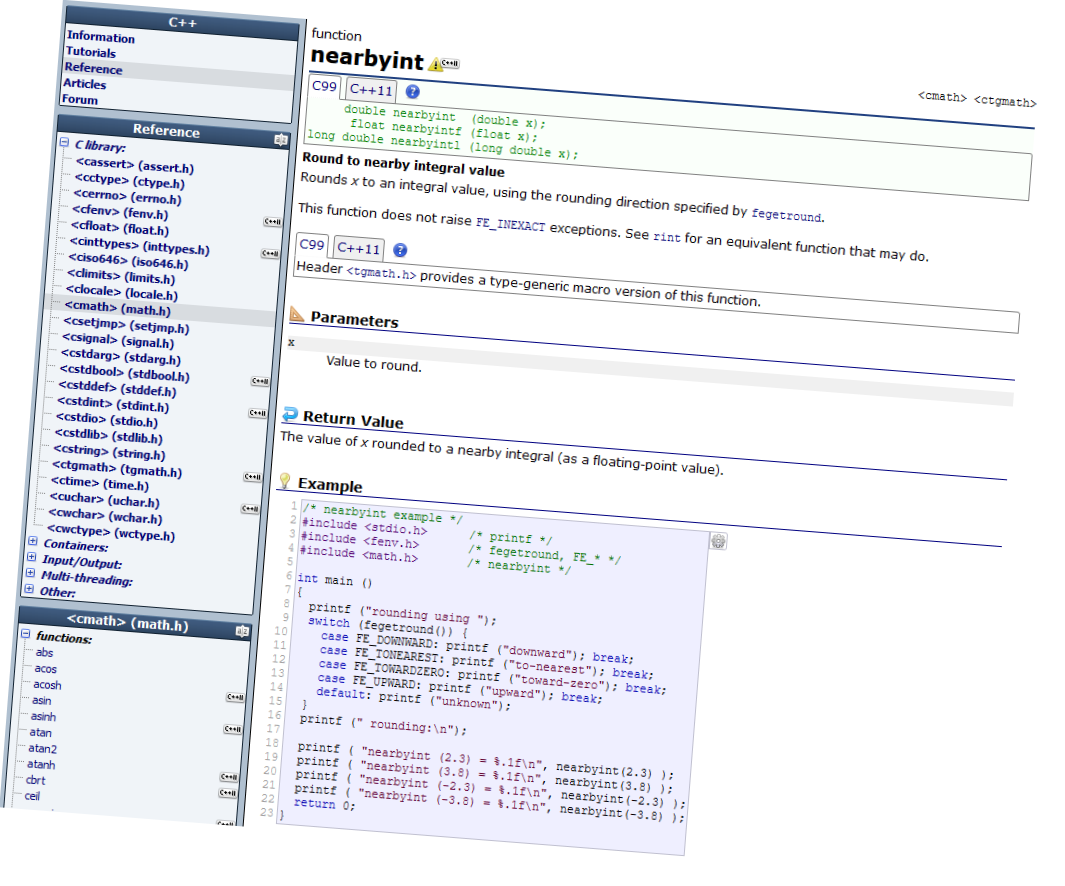 C++
Information
Tutorials
Reference
Articles
Forum
Reference
C library:
<cassert> (assert.h)
<cctype> (ctype.h)
<cerrno> (errno.h)
<cfenv> (fenv.h)
<cfloat> (float.h)
<cinttypes> (inttypes.h)
<ciso646> (iso646.h)
<climits> (limits.h)
<clocale> (locale.h)
<cmath> (math.h)
<csetjmp> (setjmp.h)
<csignal> (signal.h)
<cstdarg> (stdarg.h)
<cstdbool> (stdbool.h)
<cstddef> (stddef.h)
<cstdint> (stdint.h)
<cstdio> (stdio.h)
<cstdlib> (stdlib.h)
<cstring> (string.h)
<ctgmath> (tgmath.h)
<ctime> (time.h)
<cuchar> (uchar.h)
<cwchar> (wchar.h)
<cwctype> (wctype.h)
Containers:
Input/Output:
Multi-threading:
Other:
<cmath> (math.h)
functions:
abs
acos
acosh
asin
asinh
atan
atan2
atanh
cbrt
ceil
function
nearbyint C++11
<cmath> <ctgmath>
C99 C++11 ?
double nearbyint  (double x);
float nearbyintf (float x);
long double nearbyintl (long double x);
Round to nearby integral value
Rounds x to an integral value, using the rounding direction specified by fegetround.
This function does not raise FE_INEXACT exceptions. See rint for an equivalent function that may do.
C99 C++11 ?
Header <tgmath.h> provides a type-generic macro version of this function.
Parameters
x
Value to round.
Return Value
The value of x rounded to a nearby integral (as a floating-point value).
Example
1 /* nearbyint example */
2 #include <stdio.h>      /* printf */
3 #include <fenv.h>       /* fegetround, FE_* */
4 #include <math.h>       /* nearbyint */
5
6 int main ()
7 {
8   printf ("rounding using ");
9   switch (fegetround()) {
10     case FE_DOWNWARD: printf ("downward"); break;
11     case FE_TONEAREST: printf ("to-nearest"); break;
12     case FE_TOWARDZERO: printf ("toward-zero"); break;
13     case FE_UPWARD: printf ("upward"); break;
14     default: printf ("unknown");
15   }
16   printf (" rounding:\n");
17
18   printf ( "nearbyint (2.3) = %.1f\n", nearbyint(2.3) );
19   printf ( "nearbyint (3.8) = %.1f\n", nearbyint(3.8) );
20   printf ( "nearbyint (-2.3) = %.1f\n", nearbyint(-2.3) );
21   printf ( "nearbyint (-3.8) = %.1f\n", nearbyint(-3.8) );
22   return 0;
23 }